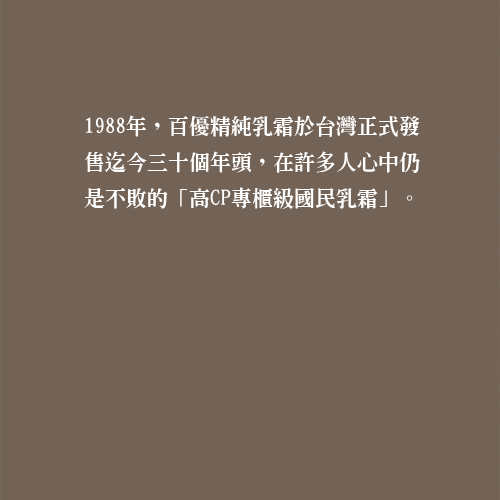 1988年，百優精純乳霜於台灣正式發
售迄今三十個年頭，在許多人心中仍
是不敗的「高CP專櫃級國民乳霜」。